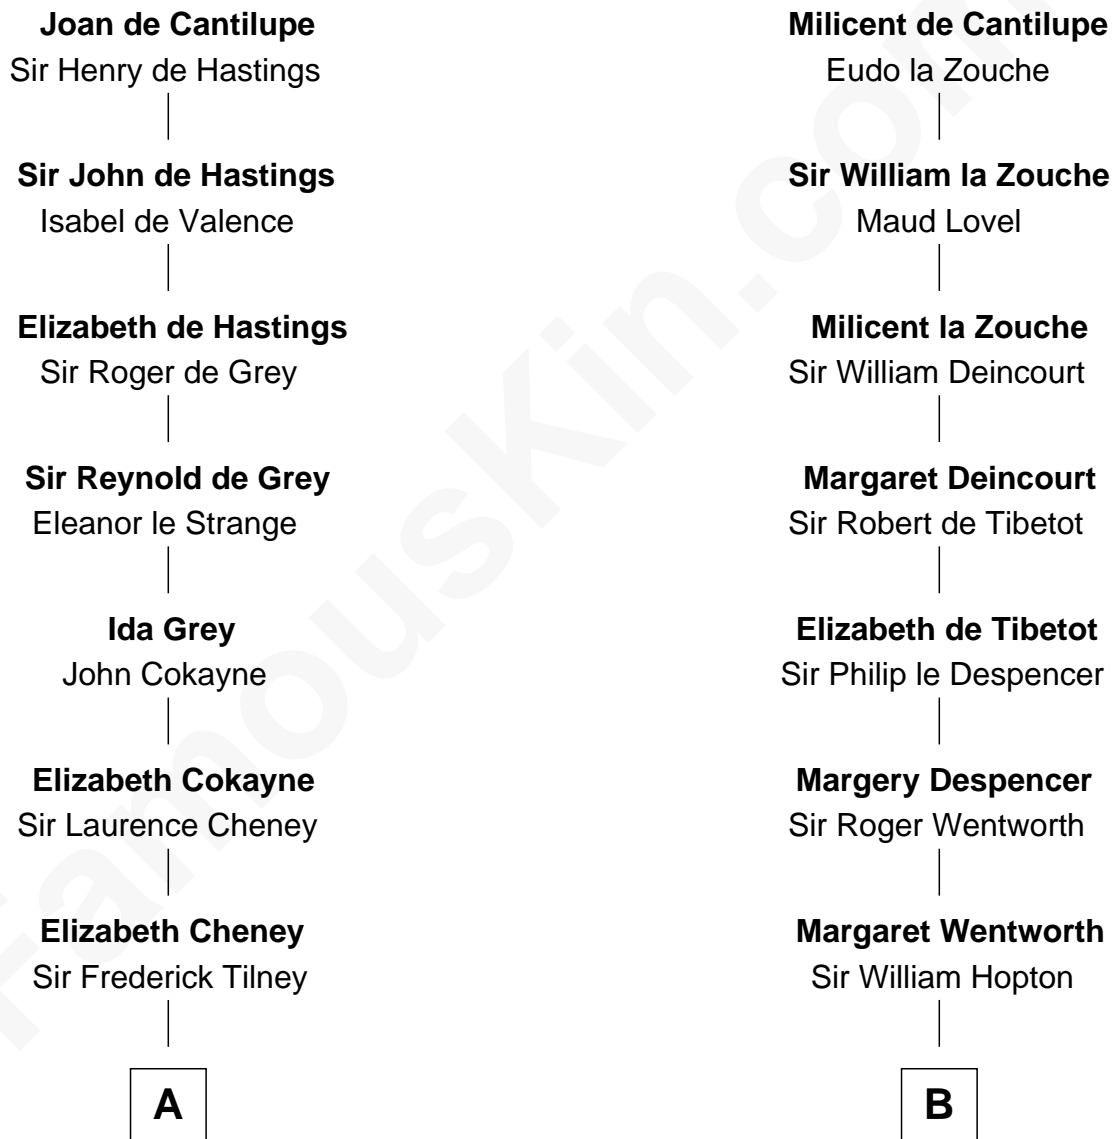 Joan de Cantilupe
Sir Henry de Hastings
Sir John de Hastings
Isabel de Valence
Elizabeth de Hastings
Sir Roger de Grey
Sir Reynold de Grey
Eleanor le Strange
Ida Grey
John Cokayne
Elizabeth Cokayne
Sir Laurence Cheney
Elizabeth Cheney
Sir Frederick Tilney
A
Milicent de Cantilupe
Eudo la Zouche
Sir William la Zouche
Maud Lovel
Milicent la Zouche
Sir William Deincourt
Margaret Deincourt
Sir Robert de Tibetot
Elizabeth de Tibetot
Sir Philip le Despencer
Margery Despencer
Sir Roger Wentworth
Margaret Wentworth
Sir William Hopton
B
FamousKin.com